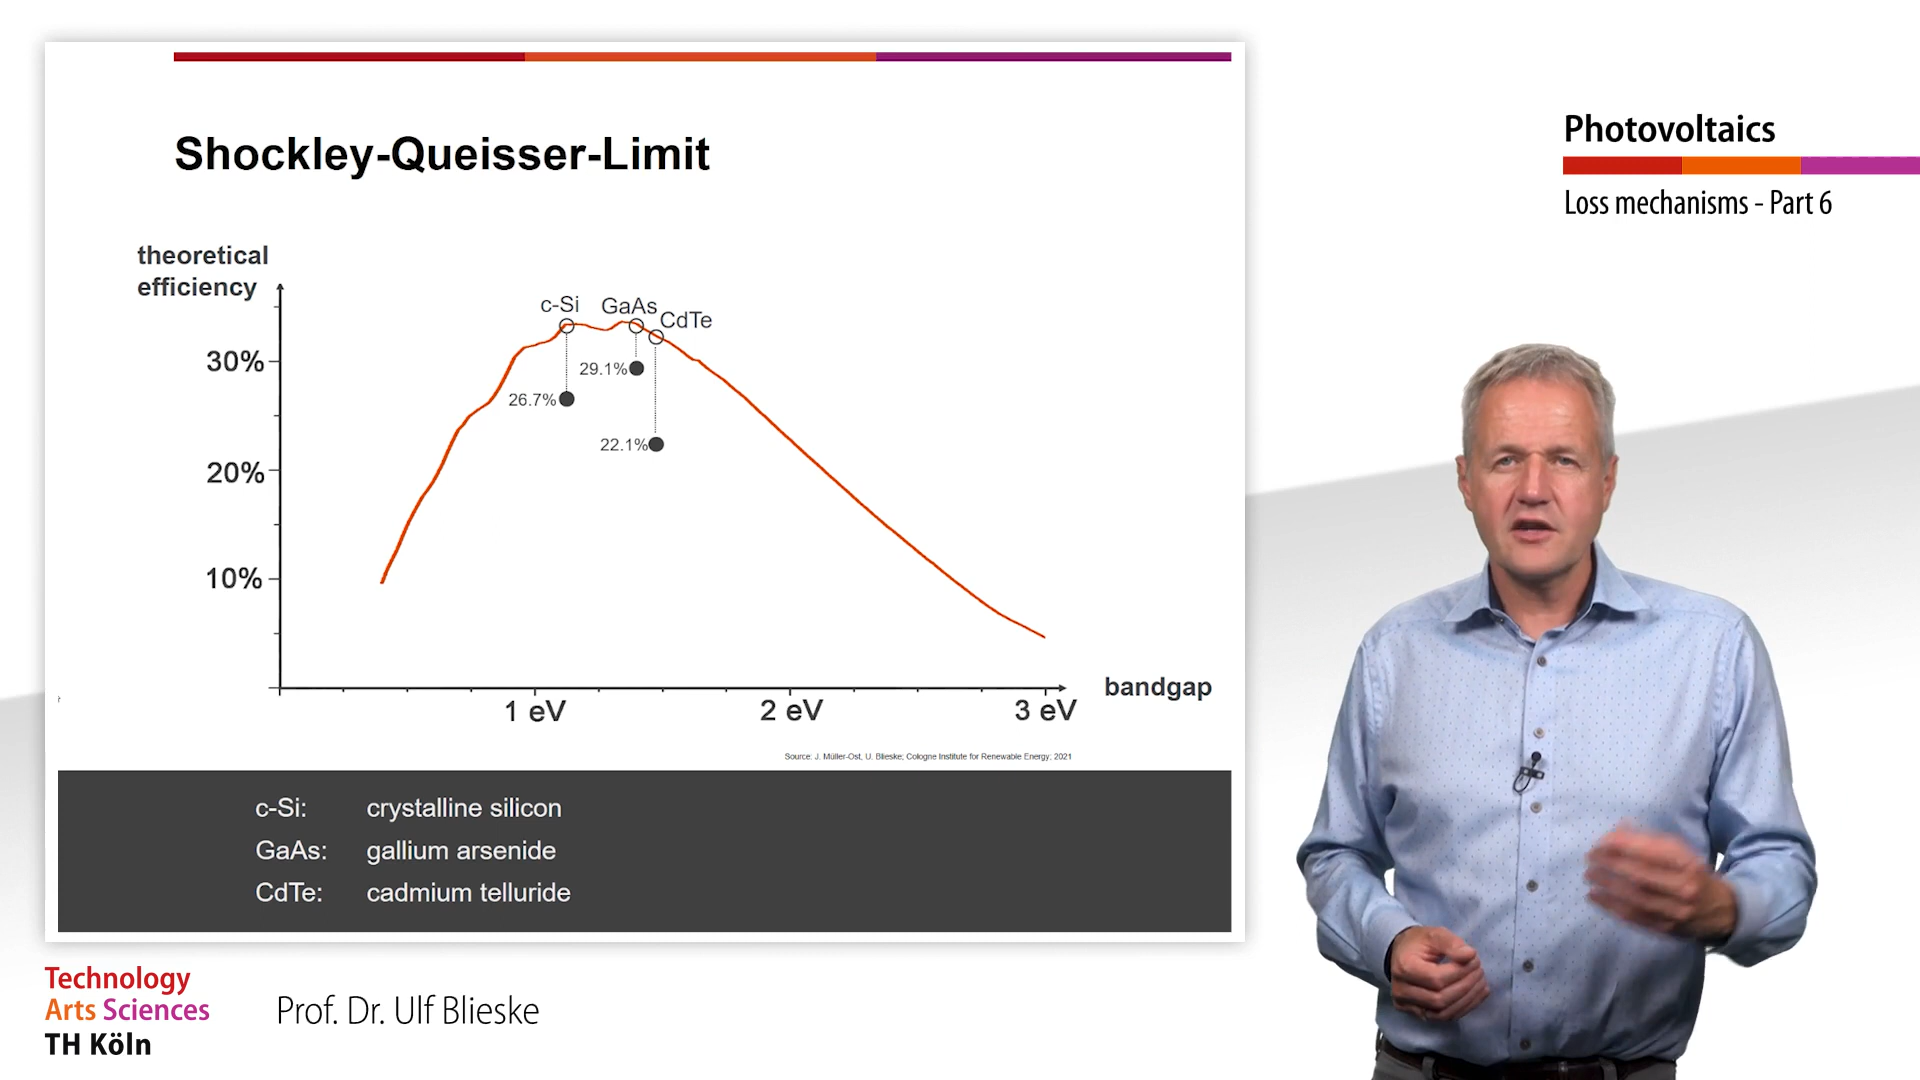 Shockley-Queisser-Limit
theoretical
efficiency
c-Si
GaAs
CdTe
30%
29.1%
26.7%
22.1%
20%
10%
bandgap
1 eV
2 eV
3 eV
Source: J. Müller-Ost, U. Blieske; Cologne Institute for Renewable Energy; 2021
c-Si: crystalline silicon
GaAs: gallium arsenide
CdTe: cadmium telluride
Photovoltaics
Loss mechanisms - Part 6
Technology
Arts Sciences
TH Köln
Prof. Dr. Ulf Blieske